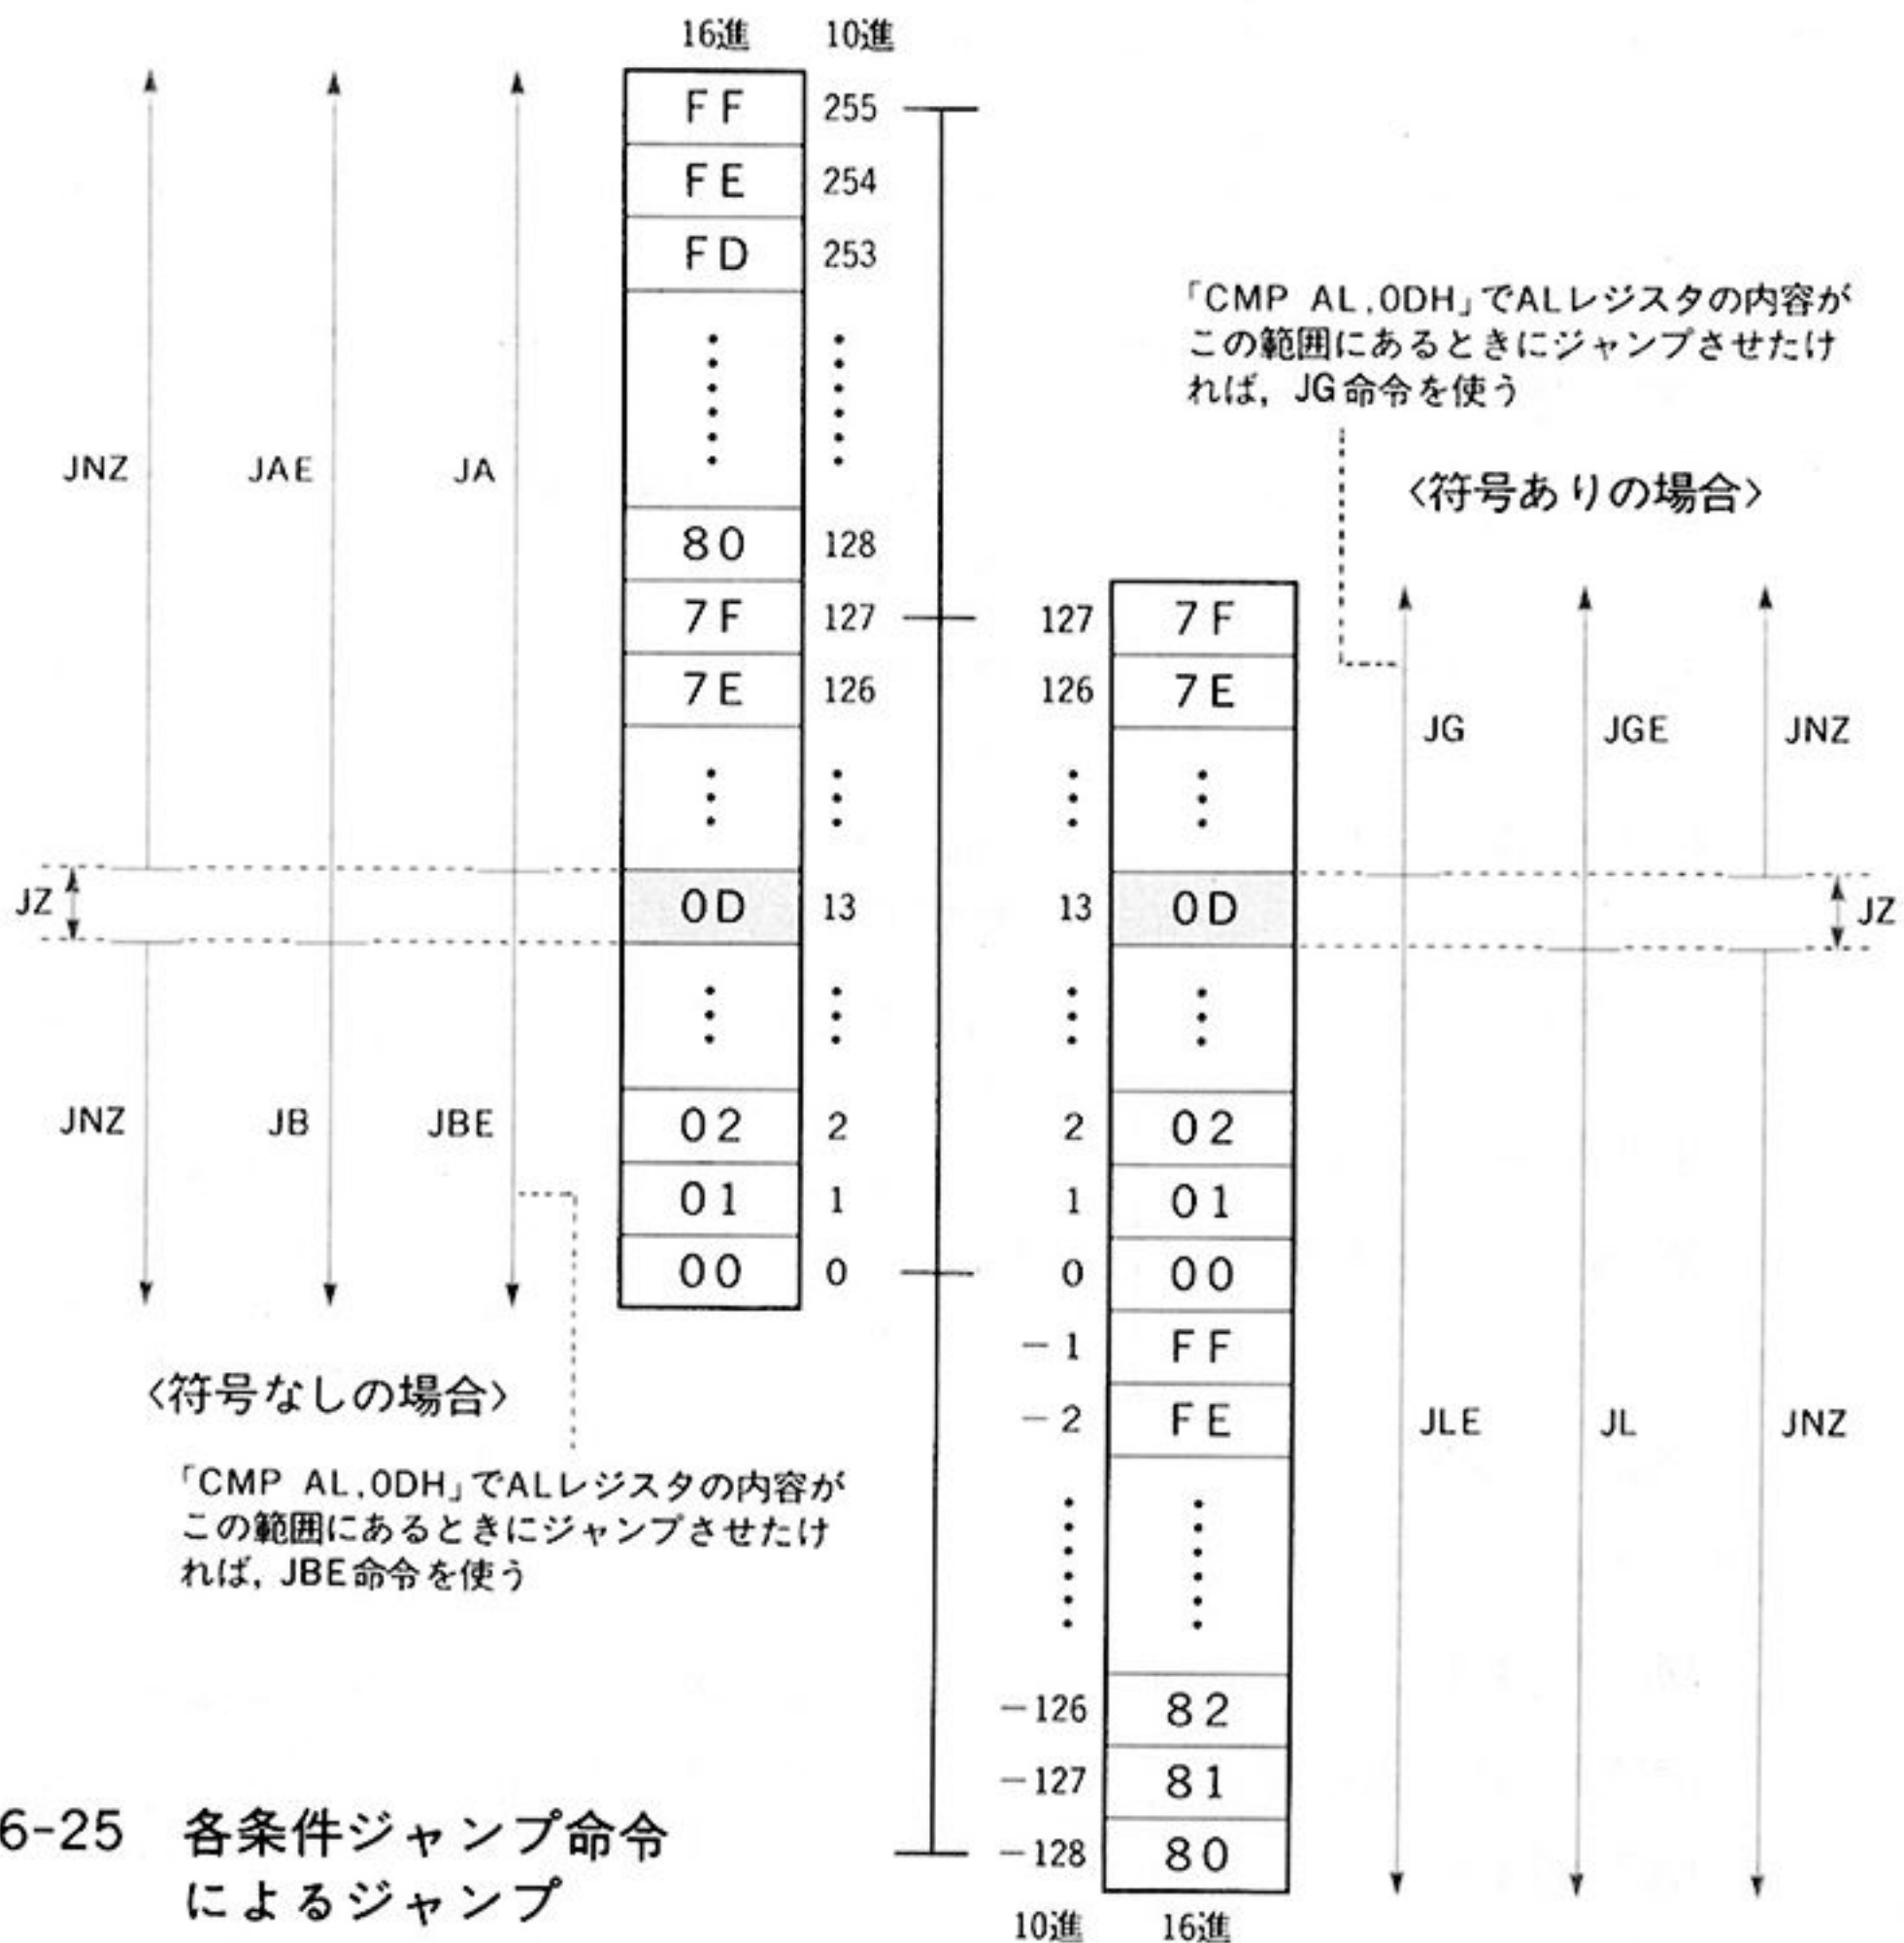 16進 10進
FF 255
FE 254
FD 253
80 128
7F 127
7E 126
0D 13
02 2
01 1
00 0
JNZ JAE JA
JZ
JNZ JB JBE
〈符号なしの場合〉
「CMP AL,0DH」でALレジスタの内容が
この範囲にあるときにジャンプさせたけ
れば, JBE命令を使う
「CMP AL,0DH」でALレジスタの内容が
この範囲にあるときにジャンプさせたけ
れば, JG命令を使う
〈符号ありの場合〉
127 7F
126 7E
13 0D
2 02
1 01
0 00
-1 FF
-2 FE
-126 82
-127 81
-128 80
10進 16進
JG JGE JNZ
JZ
JLE JL JNZ
6-25 各条件ジャンプ命令
によるジャンプ